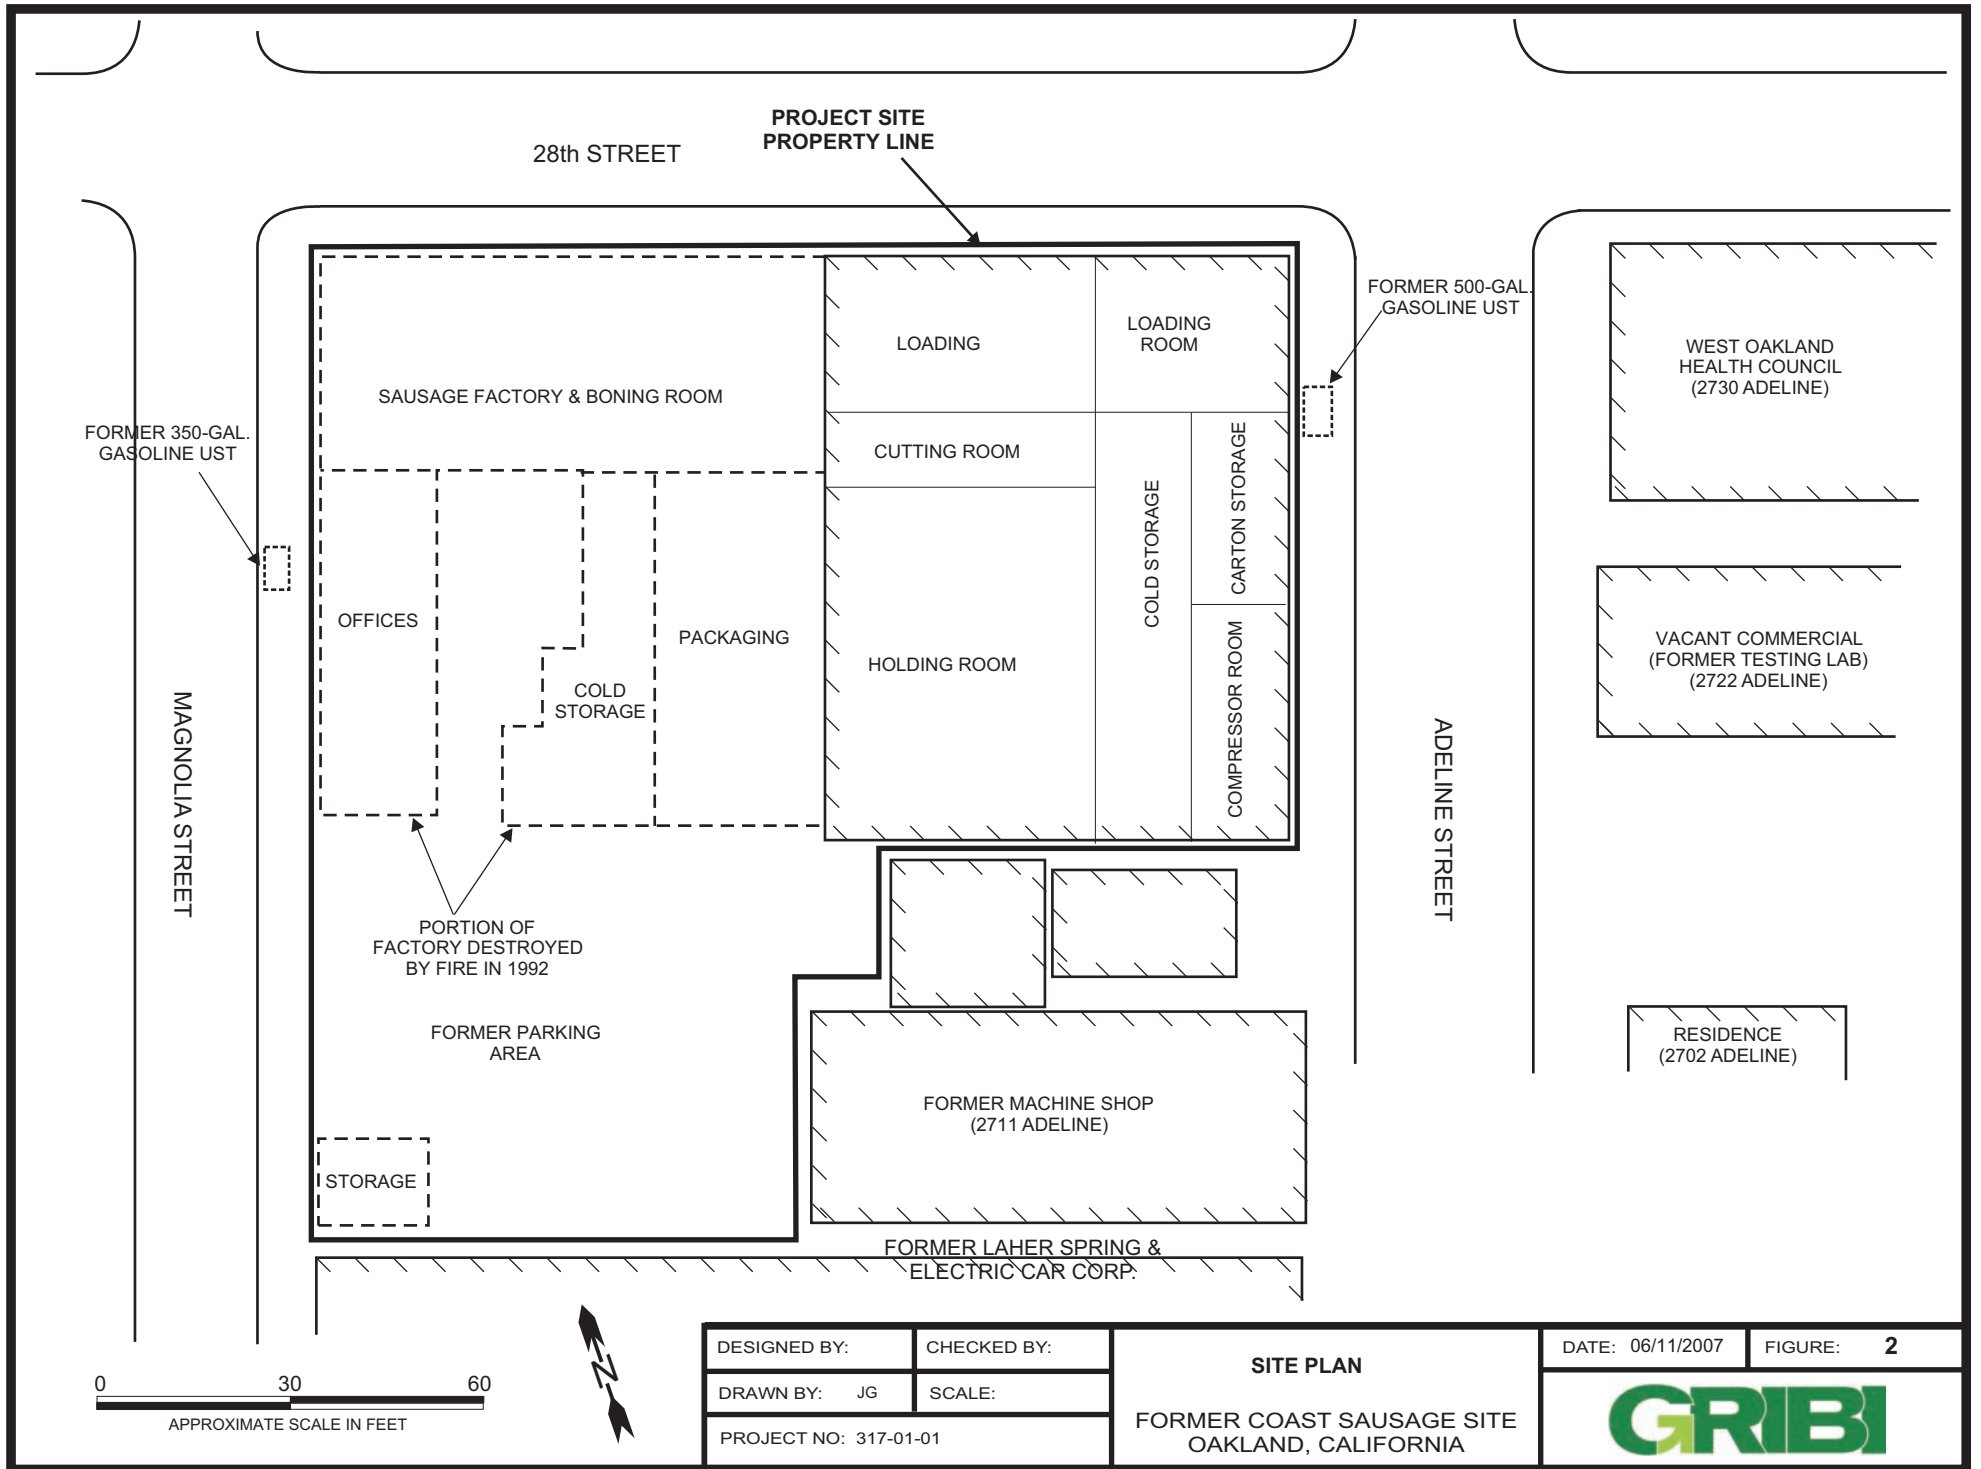 PROJECT SITE
PROPERTY LINE
28th STREET
FORMER 500-GAL.
GASOLINE UST
LOADING
LOADING
ROOM
WEST OAKLAND
HEALTH COUNCIL
(2730 ADELINE)
SAUSAGE FACTORY & BONING ROOM
FORMER 350-GAL.
GASOLINE UST
CUTTING ROOM
COLD STORAGE
CARTON STORAGE
OFFICES
PACKAGING
HOLDING ROOM
COLD
STORAGE
COMPRESSOR ROOM
VACANT COMMERCIAL
(FORMER TESTING LAB)
(2722 ADELINE)
MAGNOLIA STREET
ADELINE STREET
PORTION OF
FACTORY DESTROYED
BY FIRE IN 1992
FORMER PARKING
AREA
RESIDENCE
(2702 ADELINE)
FORMER MACHINE SHOP
(2711 ADELINE)
STORAGE
FORMER LAHER SPRING &
ELECTRIC CAR CORP.
N
0 30 60
APPROXIMATE SCALE IN FEET
DESIGNED BY:
CHECKED BY:
DRAWN BY: JG
SCALE:
PROJECT NO: 317-01-01
SITE PLAN
FORMER COAST SAUSAGE SITE
OAKLAND, CALIFORNIA
DATE: 06/11/2007
FIGURE: 2
GRIBI